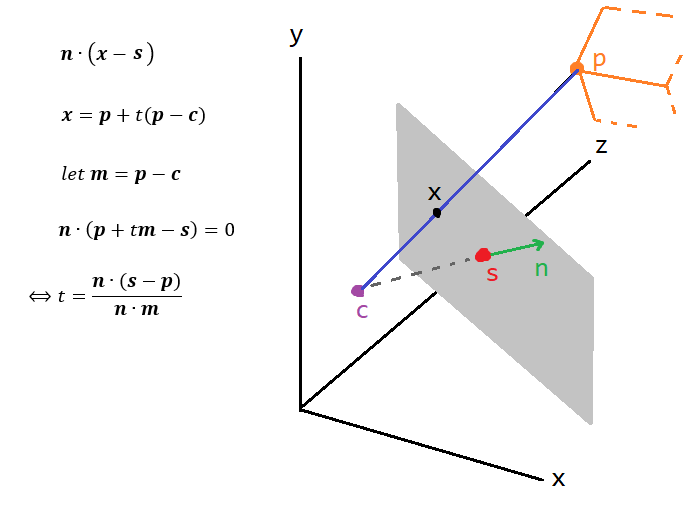 n · (x − s)
x = p + t(p − c)
let m = p − c
n · (p + tm − s) = 0
⇔ t = n · (s − p) / n · m
y
p
z
x
s
n
c
x